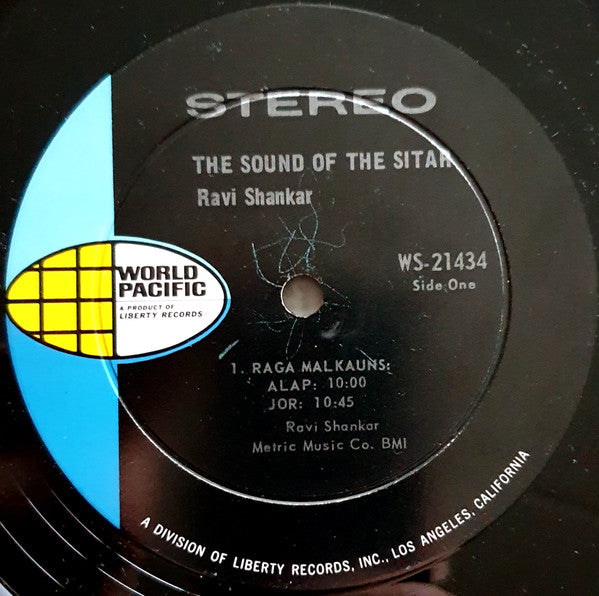 STEREO
THE SOUND OF THE SITAR
Ravi Shankar
WORLD
PACIFIC
A PRODUCT OF
LIBERTY RECORDS
WS-21434
Side One
1. RAGA MALKAUNS:
ALAP: 10:00
JOR: 10:45
Ravi Shankar
Metric Music Co. BMI
A DIVISION OF LIBERTY RECORDS, INC., LOS ANGELES, CALIFORNIA